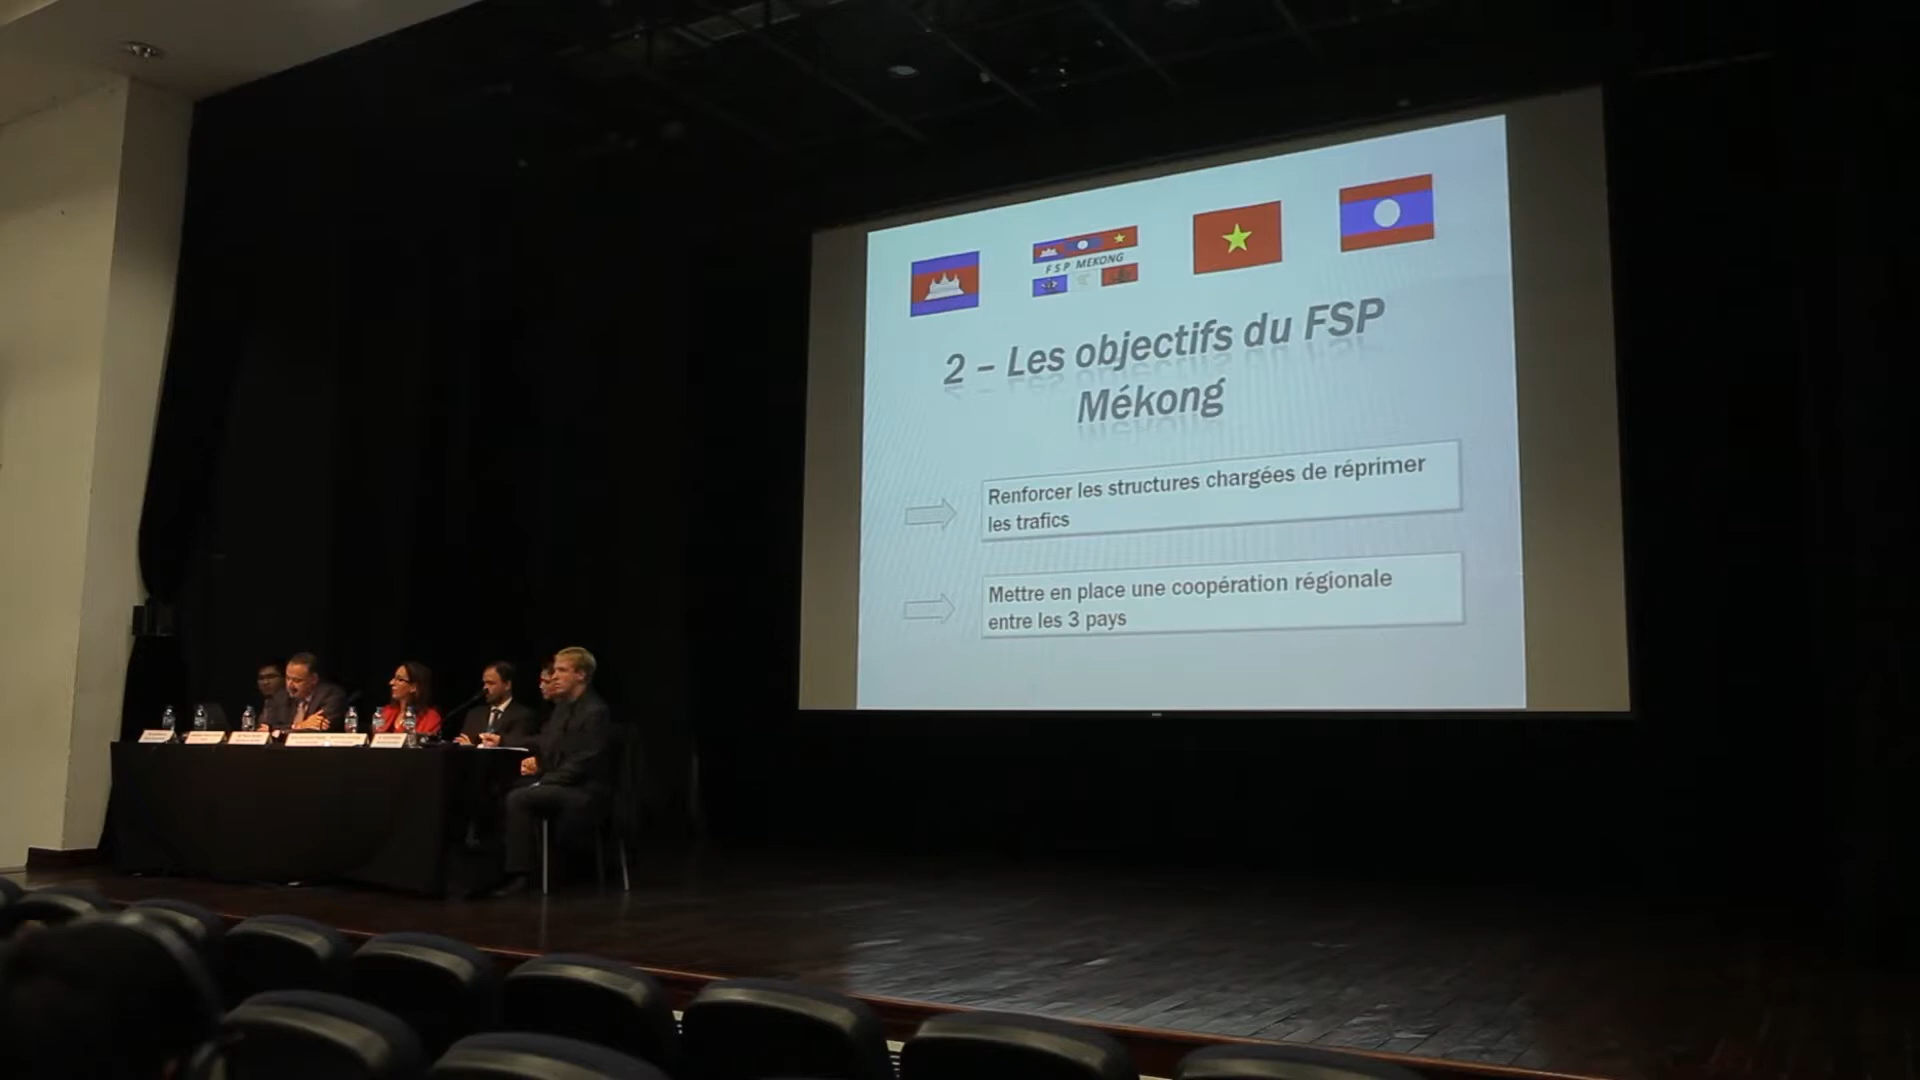 FSP MEKONG
2 – Les objectifs du FSP
Mékong
Renforcer les structures chargées de réprimer
les trafics
Mettre en place une coopération régionale
entre les 3 pays